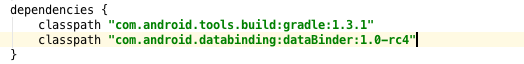 dependencies {
    classpath "com.android.tools.build:gradle:1.3.1"
    classpath "com.android.databinding:dataBinder:1.0-rc4"
}